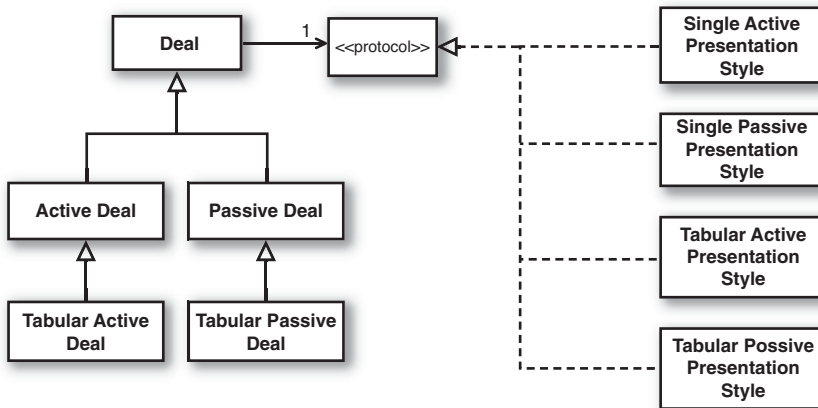 Deal
1
<<protocol>>
Single Active
Presentation
Style
Single Passive
Presentation
Style
Active Deal
Passive Deal
Tabular Active
Presentation
Style
Tabular Active
Deal
Tabular Passive
Deal
Tabular Possive
Presentation
Style